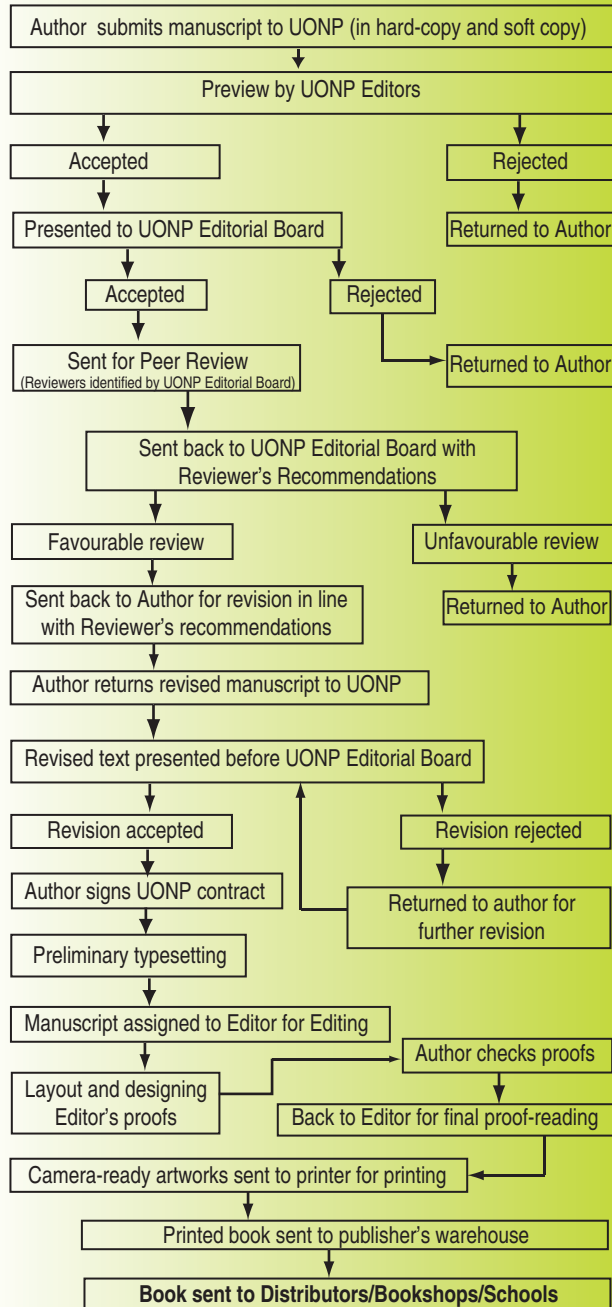 Author submits manuscript to UONP (in hard-copy and soft copy)
Preview by UONP Editors
Accepted
Rejected
Presented to UONP Editorial Board
Returned to Author
Accepted
Rejected
Sent for Peer Review
(Reviewers identified by UONP Editorial Board)
Returned to Author
Sent back to UONP Editorial Board with
Reviewer's Recommendations
Favourable review
Unfavourable review
Sent back to Author for revision in line
with Reviewer's recommendations
Returned to Author
Author returns revised manuscript to UONP
Revised text presented before UONP Editorial Board
Revision accepted
Revision rejected
Author signs UONP contract
Returned to author for
further revision
Preliminary typesetting
Manuscript assigned to Editor for Editing
Author checks proofs
Layout and designing
Editor's proofs
Back to Editor for final proof-reading
Camera-ready artworks sent to printer for printing
Printed book sent to publisher's warehouse
Book sent to Distributors/Bookshops/Schools